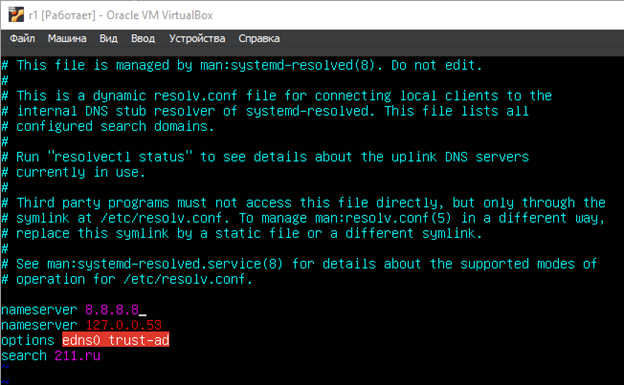 r1 [Работает] - Oracle VM VirtualBox
Файл Машина Вид Ввод Устройства Справка
# This file is managed by man:systemd-resolved(8). Do not edit.
#
# This is a dynamic resolv.conf file for connecting local clients to the
# internal DNS stub resolver of systemd-resolved. This file lists all
# configured search domains.
#
# Run "resolvectl status" to see details about the uplink DNS servers
# currently in use.
#
# Third party programs must not access this file directly, but only through the
# symlink at /etc/resolv.conf. To manage man:resolv.conf(5) in a different way,
# replace this symlink by a static file or a different symlink.
#
# See man:systemd-resolved.service(8) for details about the supported modes of
# operation for /etc/resolv.conf.
nameserver 8.8.8.8
nameserver 127.0.0.53
options edns0 trust-ad
search 211.ru
~
~